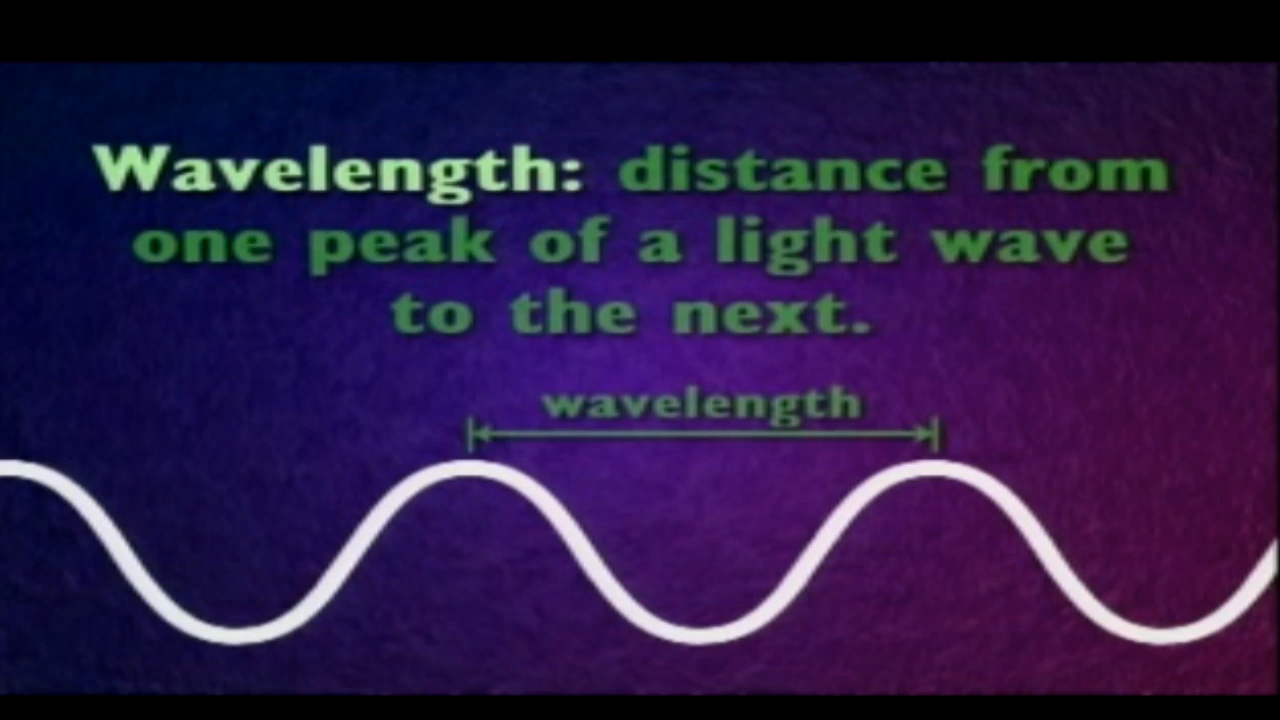 Wavelength: distance from
one peak of a light wave
to the next.
wavelength